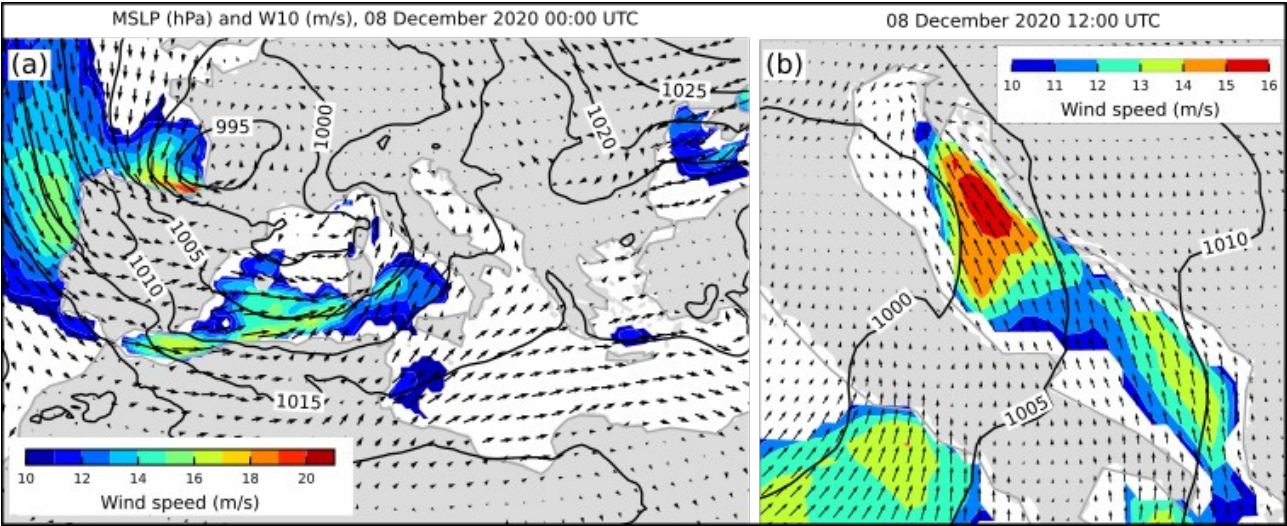 MSLP (hPa) and W10 (m/s), 08 December 2020 00:00 UTC
(a)
995
1000
1025
1020
1005
1010
1015
10 12 14 16 18 20
Wind speed (m/s)
08 December 2020 12:00 UTC
(b)
10 11 12 13 14 15 16
Wind speed (m/s)
1010
1000
1005